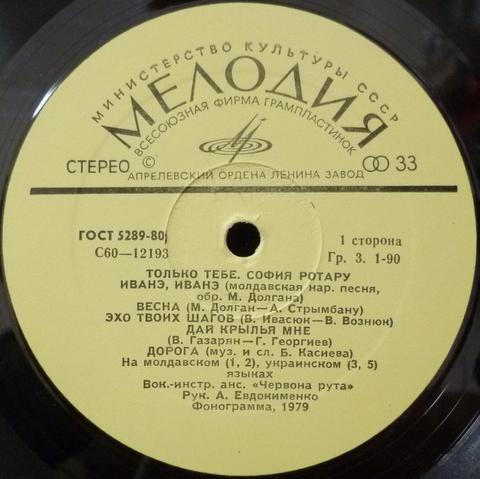 МИНИСТЕРСТВО КУЛЬТУРЫ СССР
МЕЛОДИЯ
ВСЕСОЮЗНАЯ ФИРМА ГРАМПЛАСТИНОК
СТЕРЕО © 33
АПРЕЛЕВСКИЙ ОРДЕНА ЛЕНИНА ЗАВОД
ГОСТ 5289-80
С60—12193
1 сторона
Гр. 3. 1-90
ТОЛЬКО ТЕБЕ. СОФИЯ РОТАРУ
ИВАНЭ, ИВАНЭ (молдавская нар. песня,
обр. М. Долгана)
ВЕСНА (М. Долган—А. Стрымбану)
ЭХО ТВОИХ ШАГОВ (В. Ивасюк—В. Вознюк)
ДАЙ КРЫЛЬЯ МНЕ
(В. Газарян—Г. Георгиев)
ДОРОГА (муз. и сл. Б. Касиева)
На молдавском (1, 2), украинском (3, 5)
языках
Вок.-инстр. анс. «Червона рута»
Рук. А. Евдокименко
Фонограмма, 1979